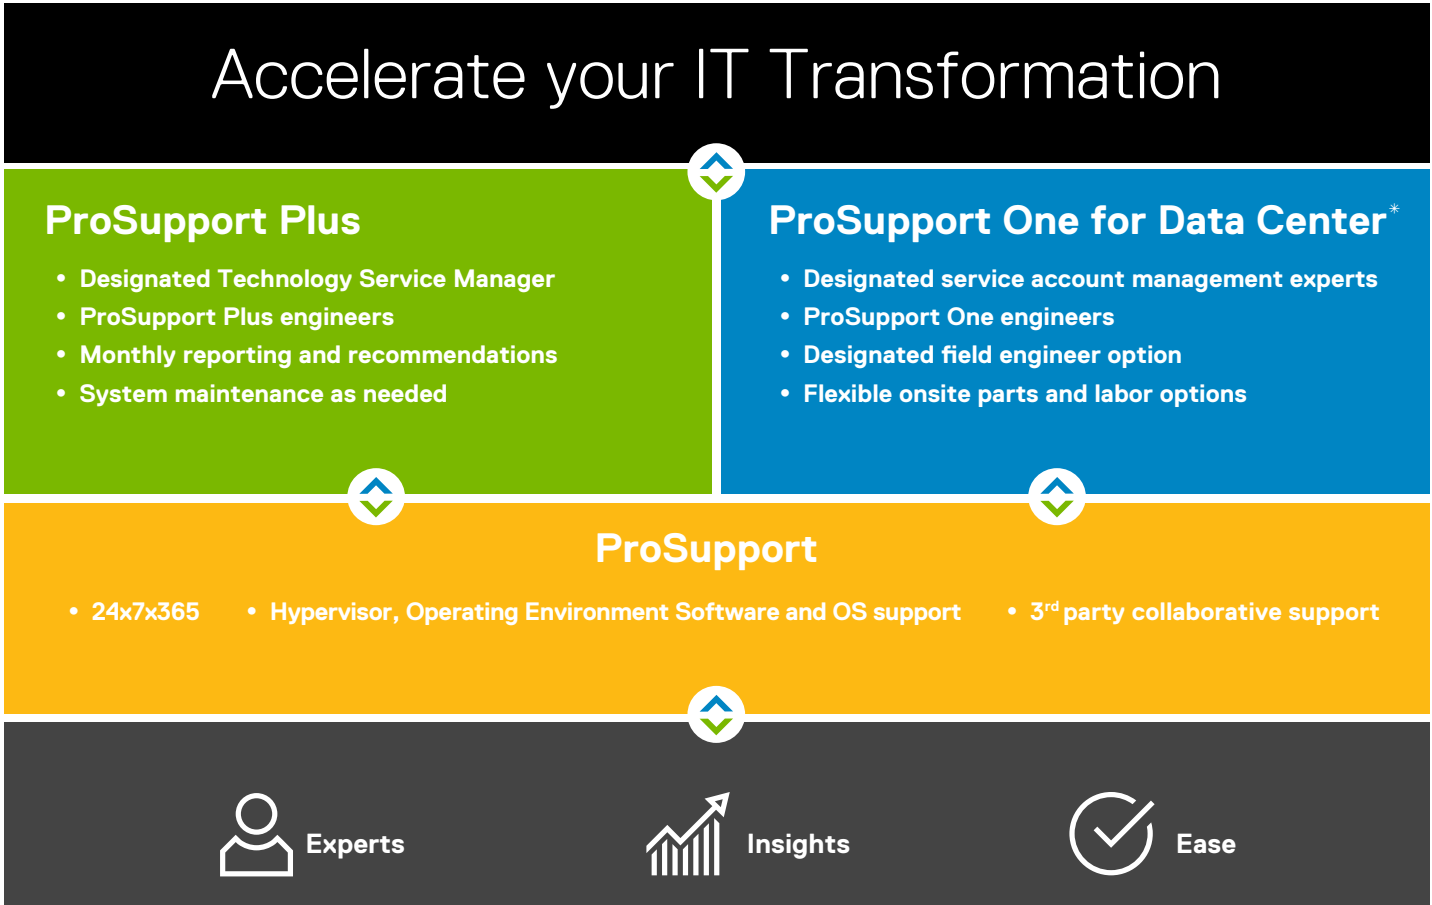 Accelerate your IT Transformation
ProSupport Plus
• Designated Technology Service Manager
• ProSupport Plus engineers
• Monthly reporting and recommendations
• System maintenance as needed
ProSupport One for Data Center*
• Designated service account management experts
• ProSupport One engineers
• Designated field engineer option
• Flexible onsite parts and labor options
ProSupport
• 24x7x365 • Hypervisor, Operating Environment Software and OS support • 3rd party collaborative support
Experts Insights Ease